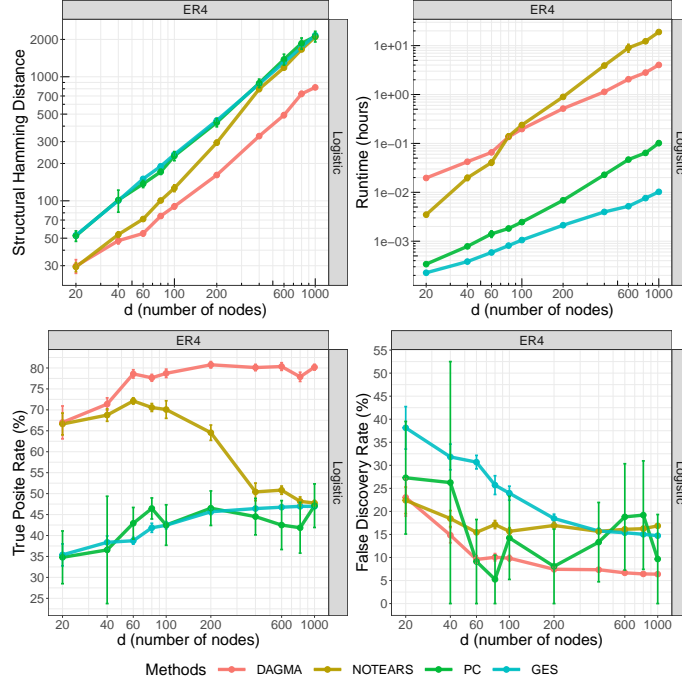 ER4
2000
1000
700
500
300
200
100
70
50
30
Structural Hamming Distance
Logistic
20 40 60 100 200 600 1000
d (number of nodes)
ER4
1e+01
1e+00
1e−01
1e−02
1e−03
Runtime (hours)
Logistic
20 40 60 100 200 600 1000
d (number of nodes)
ER4
80
75
70
65
60
55
50
45
40
35
30
25
True Posite Rate (%)
Logistic
20 40 60 100 200 600 1000
d (number of nodes)
ER4
55
50
45
40
35
30
25
20
15
10
5
0
False Discovery Rate (%)
Logistic
20 40 60 100 200 600 1000
d (number of nodes)
Methods DAGMA NOTEARS PC GES